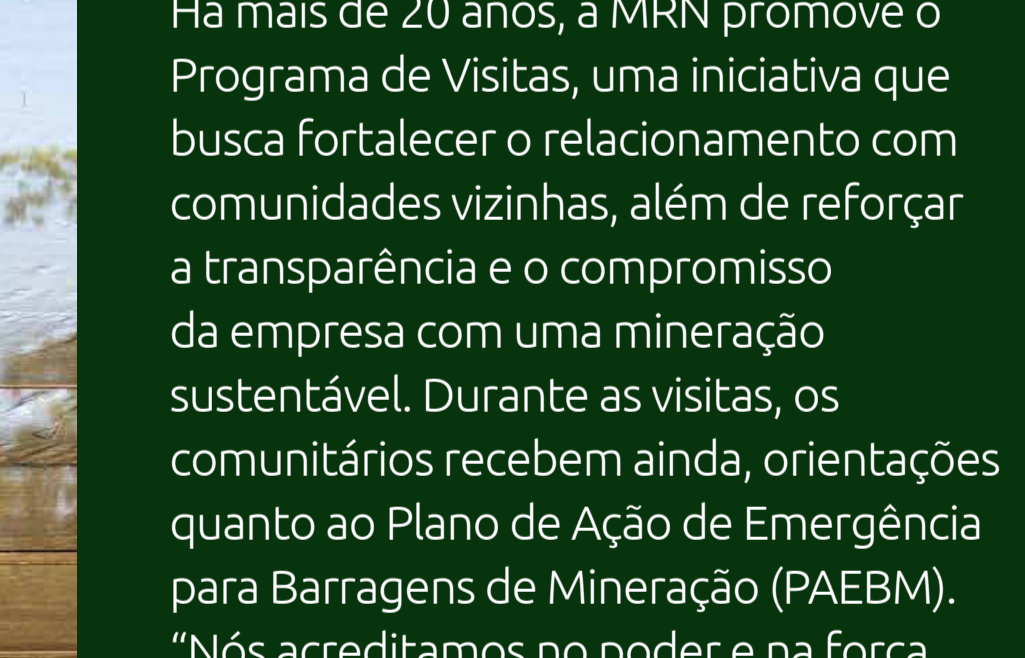 Há mais de 20 anos, a MRN promove o
Programa de Visitas, uma iniciativa que
busca fortalecer o relacionamento com
comunidades vizinhas, além de reforçar
a transparência e o compromisso
da empresa com uma mineração
sustentável. Durante as visitas, os
comunitários recebem ainda, orientações
quanto ao Plano de Ação de Emergência
para Barragens de Mineração (PAEBM).
“Nós acreditamos no poder e na força